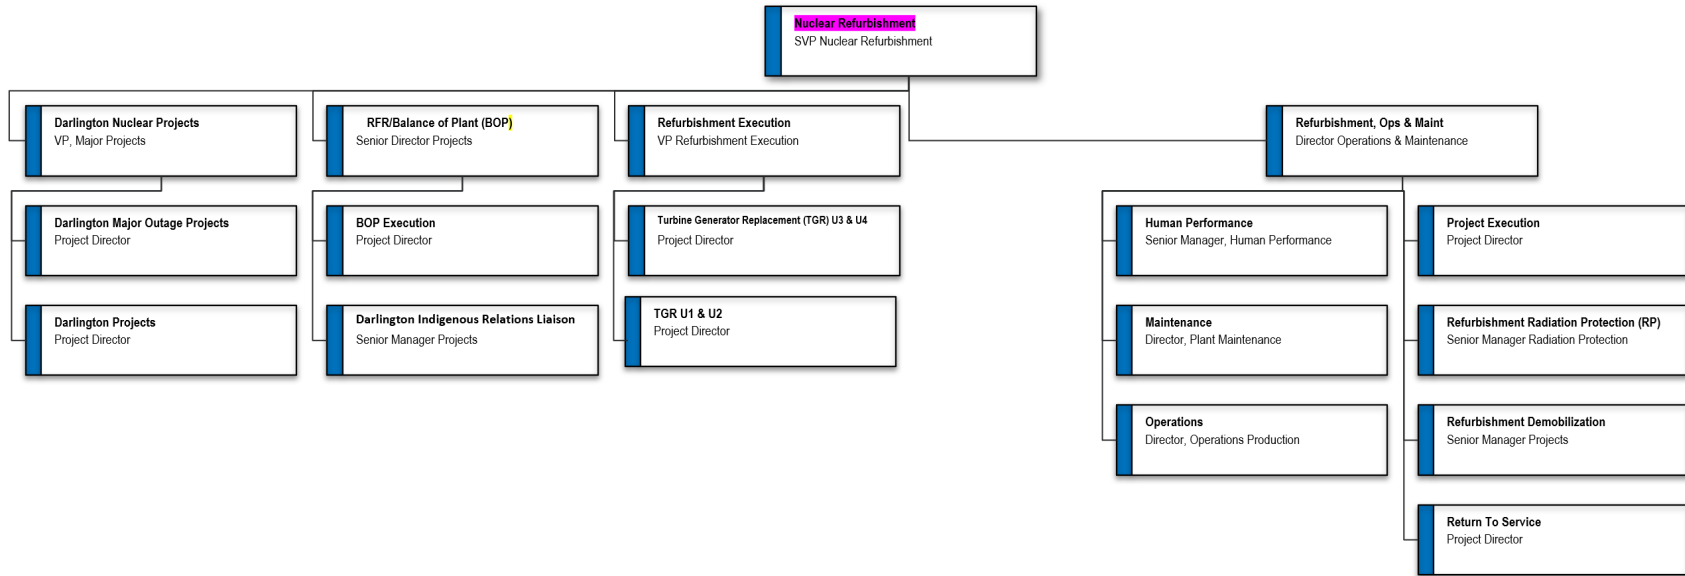 Nuclear Refurbishment
SVP Nuclear Refurbishment
Darlington Nuclear Projects
VP, Major Projects
RFR/Balance of Plant (BOP)
Senior Director Projects
Refurbishment Execution
VP Refurbishment Execution
Refurbishment, Ops & Maint
Director Operations & Maintenance
Darlington Major Outage Projects
Project Director
BOP Execution
Project Director
Turbine Generator Replacement (TGR) U3 & U4
Project Director
Human Performance
Senior Manager, Human Performance
Project Execution
Project Director
Darlington Projects
Project Director
Darlington Indigenous Relations Liaison
Senior Manager Projects
TGR U1 & U2
Project Director
Maintenance
Director, Plant Maintenance
Refurbishment Radiation Protection (RP)
Senior Manager Radiation Protection
Operations
Director, Operations Production
Refurbishment Demobilization
Senior Manager Projects
Return To Service
Project Director